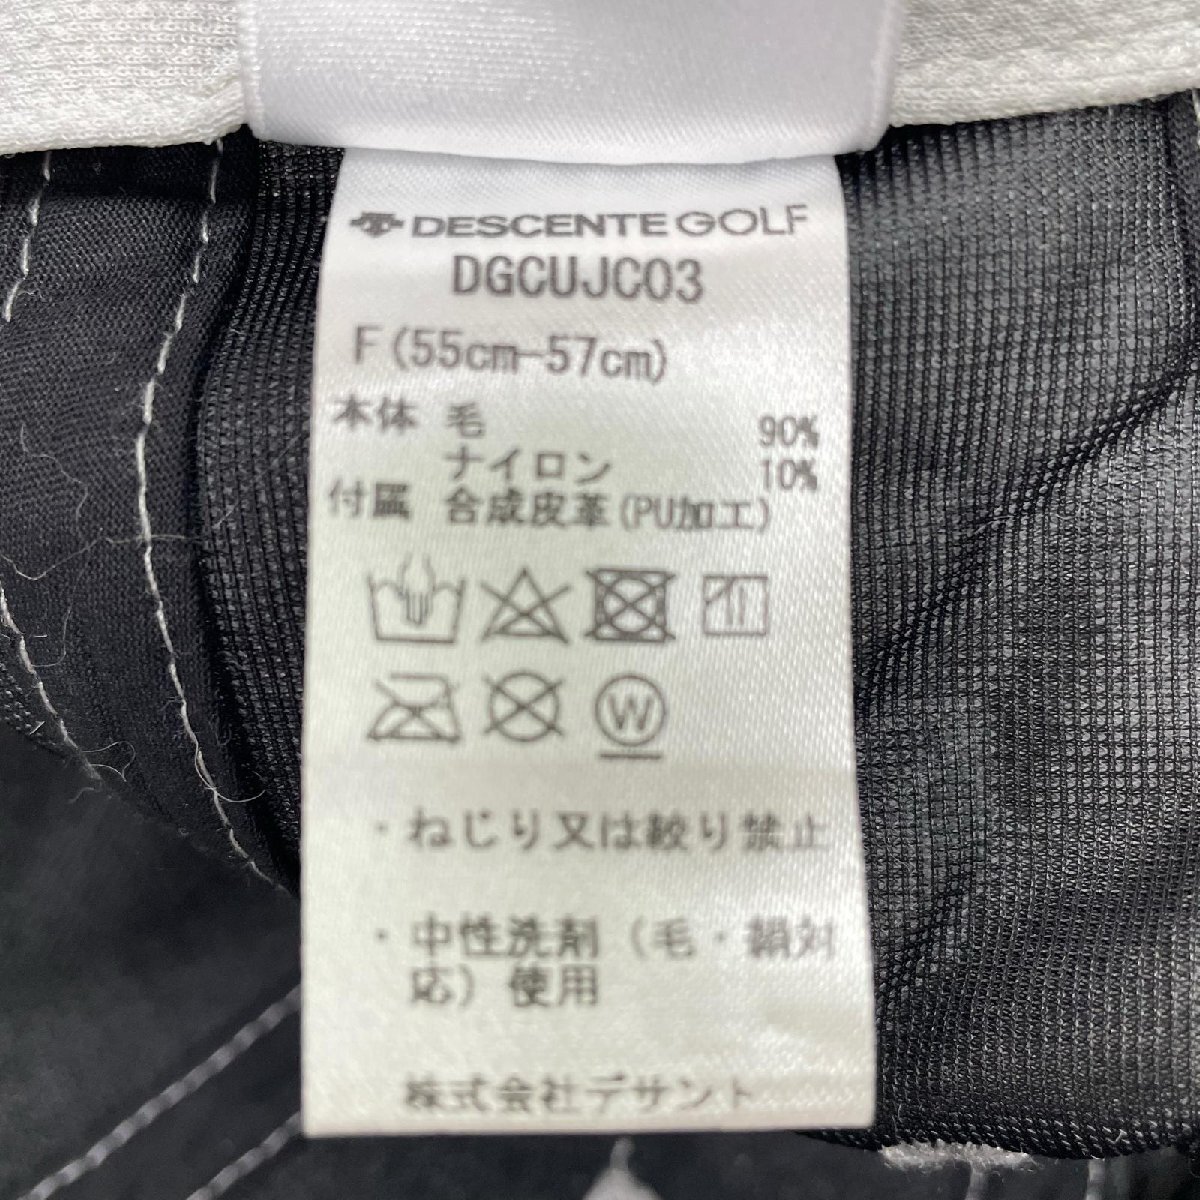 DESCENTE GOLF
DGCUJC03
F(55cm-57cm)
本体 毛 90%
ナイロン 10%
付属 合成皮革(PU加工)
W
・ねじり又は絞り禁止
・中性洗剤(毛・絹対
応)使用
株式会社デサント